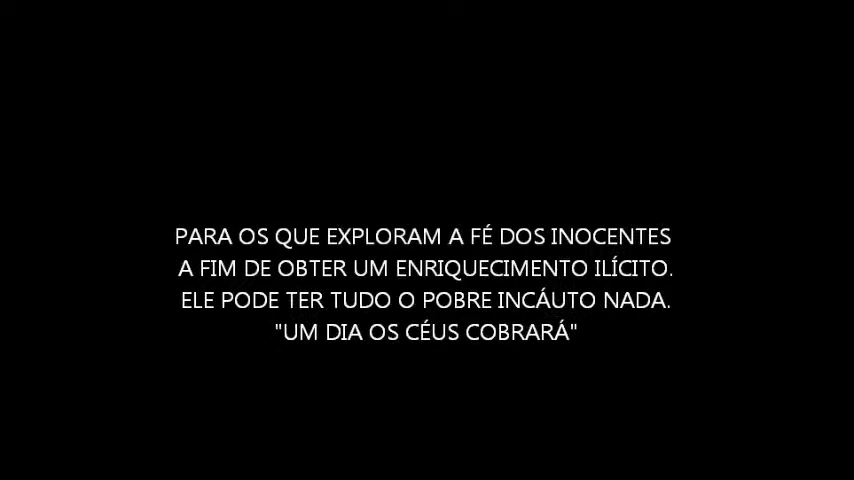 PARA OS QUE EXPLORAM A FÉ DOS INOCENTES
A FIM DE OBTER UM ENRIQUECIMENTO ILÍCITO.
ELE PODE TER TUDO O POBRE INCÁUTO NADA.
"UM DIA OS CÉUS COBRARÁ"